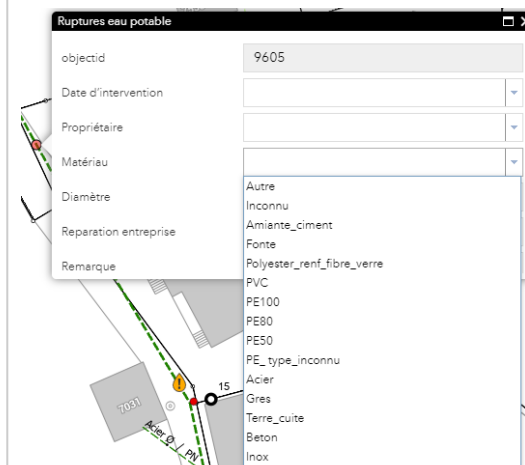 Ruptures eau potable
objectid
9605
Date d'intervention
Propriétaire
Matériau
Diamètre
Reparation entreprise
Remarque
Autre
Inconnu
Amiante_ciment
Fonte
Polyester_renf_fibre_verre
PVC
PE100
PE80
PE50
PE_type_inconnu
Acier
Gres
Terre_cuite
Beton
Inox
15
7031
Acier Ø / PN